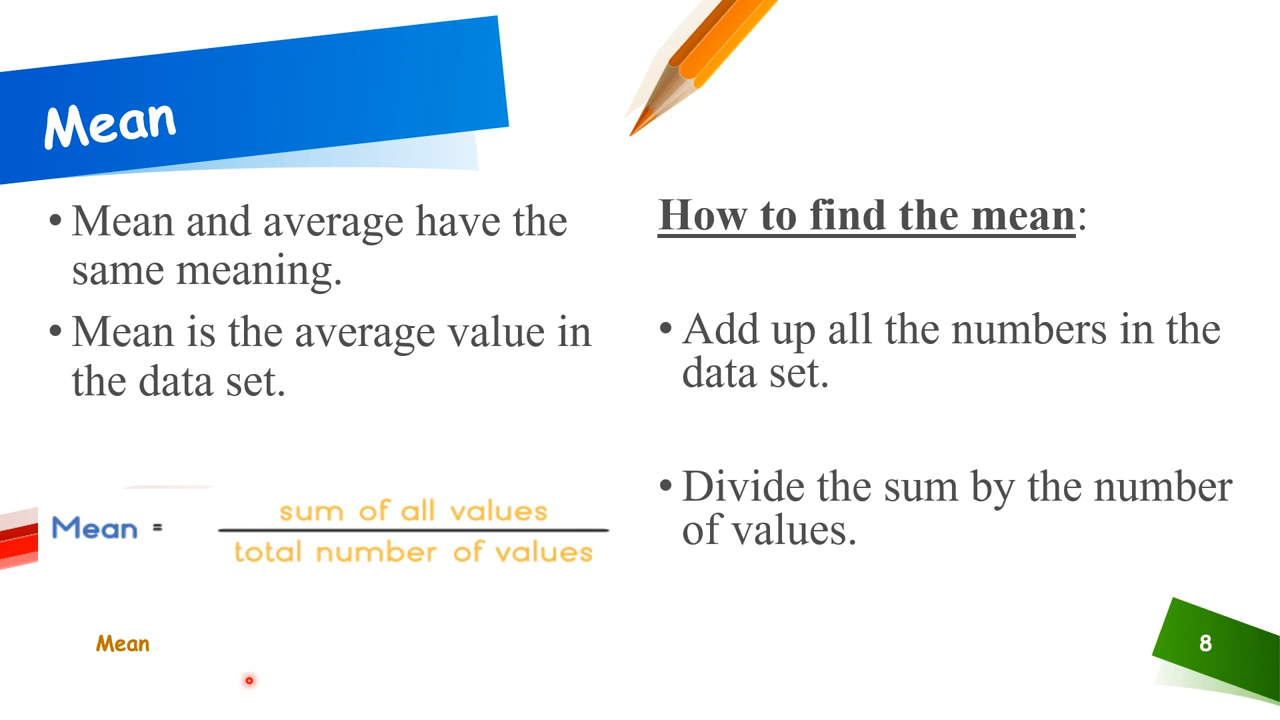 Mean
• Mean and average have the
same meaning.
• Mean is the average value in
the data set.
Mean = sum of all values
total number of values
How to find the mean:
• Add up all the numbers in the
data set.
• Divide the sum by the number
of values.
Mean
8